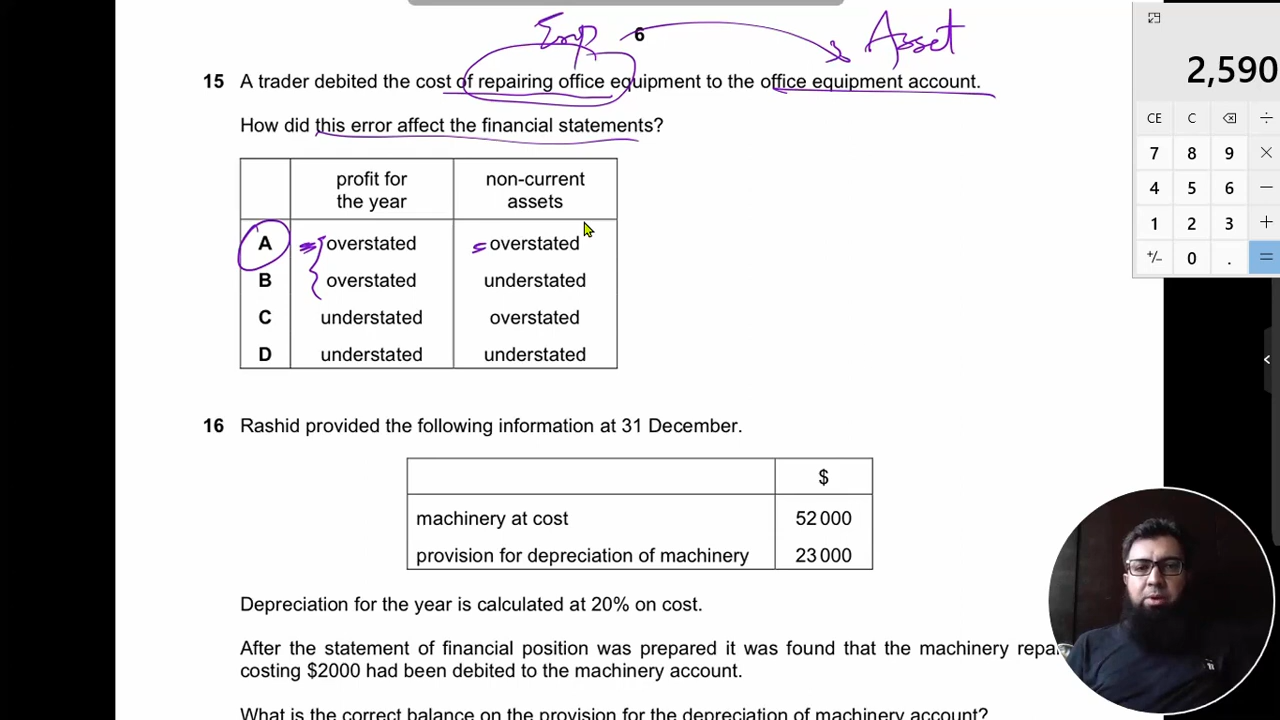 Exp
6
Asset
15 A trader debited the cost of repairing office equipment to the office equipment account.
How did this error affect the financial statements?
profit for the year
non-current assets
A overstated overstated
B overstated understated
C understated overstated
D understated understated
16 Rashid provided the following information at 31 December.
$
machinery at cost 52 000
provision for depreciation of machinery 23 000
Depreciation for the year is calculated at 20% on cost.
After the statement of financial position was prepared it was found that the machinery
costing $2000 had been debited to the machinery account.
What is the correct balance on the provision for the depreciation of machinery account?
2,590
CE C ⌫ ÷
7 8 9 ×
4 5 6 −
1 2 3 +
+/− 0 . =